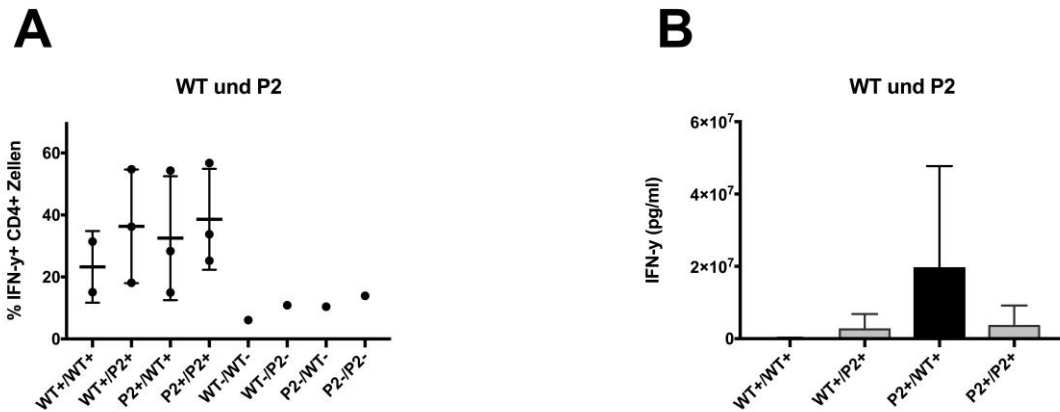 A
WT und P2
% IFN-y+ CD4+ Zellen
60
40
20
0
WT+/WT+
WT+/P2+
P2+/WT+
P2+/P2+
WT-/WT-
WT-/P2-
P2-/WT-
P2-/P2-
B
WT und P2
IFN-y (pg/ml)
6×10⁷
4×10⁷
2×10⁷
0
WT+/WT+
WT+/P2+
P2+/WT+
P2+/P2+